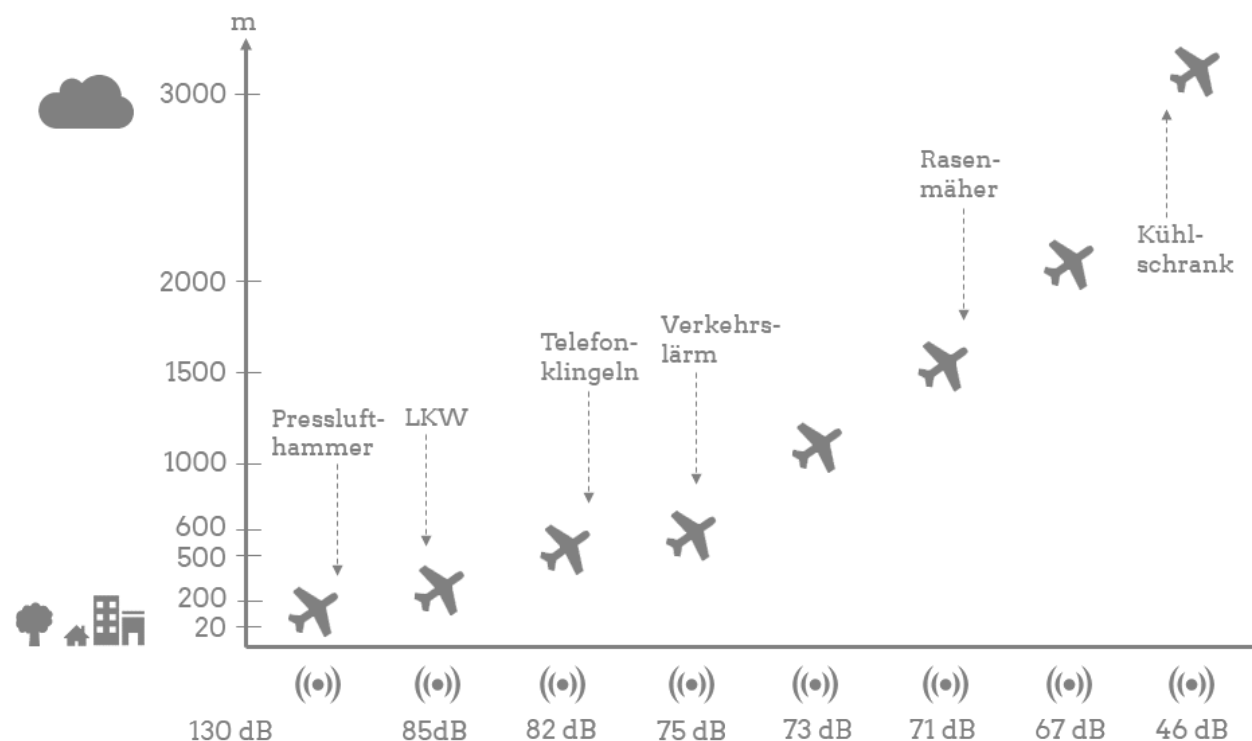 m
3000
2000
1500
1000
600
500
200
20
Pressluft-
hammer
LKW
Telefon-
klingeln
Verkehrs-
lärm
Rasen-
mäher
Kühl-
schrank
130 dB
85dB
82 dB
75 dB
73 dB
71 dB
67 dB
46 dB